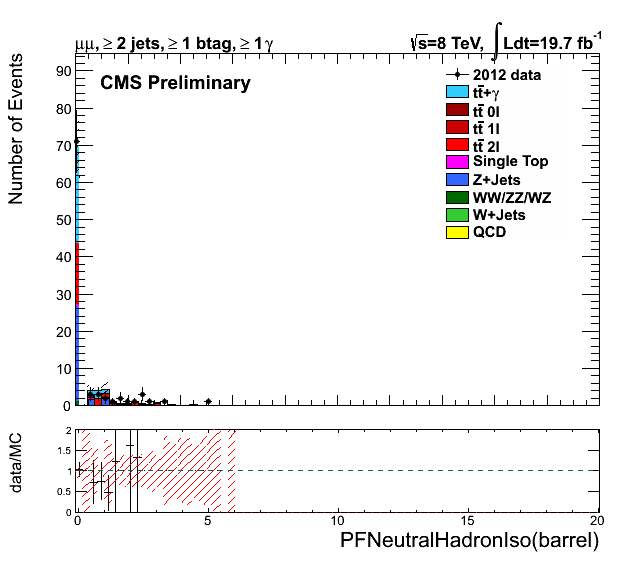 μμ, ≥ 2 jets, ≥ 1 btag, ≥ 1 γ
√s=8 TeV, ∫ Ldt=19.7 fb⁻¹
CMS Preliminary
2012 data
tt̄+γ
tt̄ 0l
tt̄ 1l
tt̄ 2l
Single Top
Z+Jets
WW/ZZ/WZ
W+Jets
QCD
Number of Events
90
80
70
60
50
40
30
20
10
0
data/MC
2
1.5
1
0.5
0
0 5 10 15 20
PFNeutralHadronIso(barrel)